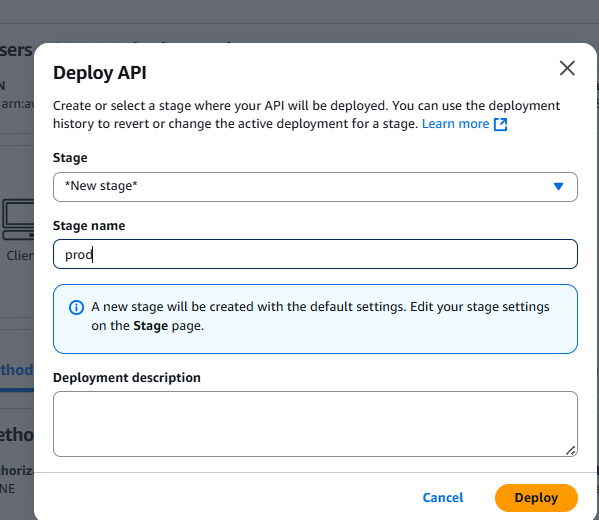 sers
Deploy API
N
Create or select a stage where your API will be deployed. You can use the deployment
arn:av
history to revert or change the active deployment for a stage. Learn more
Stage
*New stage*
Stage name
prod
Clien
A new stage will be created with the default settings. Edit your stage settings
on the Stage page.
thod
Deployment description
etho
horiza
NE
Cancel
Deploy